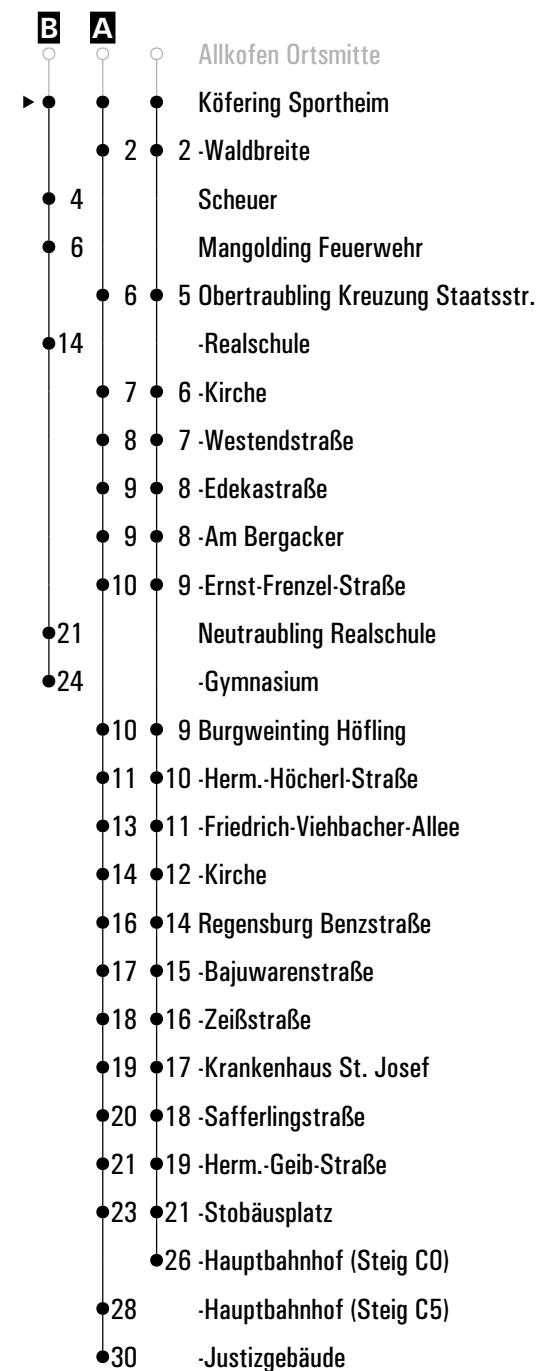 B A
Allkofen Ortsmitte
Köfering Sportheim
2 2 -Waldbreite
4 Scheuer
6 Mangolding Feuerwehr
6 5 Obertraubling Kreuzung Staatsstr.
14 -Realschule
7 6 -Kirche
8 7 -Westendstraße
9 8 -Edekastraße
9 8 -Am Bergacker
10 9 -Ernst-Frenzel-Straße
21 Neutraubling Realschule
24 -Gymnasium
10 9 Burgweinting Höfling
11 10 -Herm.-Höcherl-Straße
13 11 -Friedrich-Viehbacher-Allee
14 12 -Kirche
16 14 Regensburg Benzstraße
17 15 -Bajuwarenstraße
18 16 -Zeißstraße
19 17 -Krankenhaus St. Josef
20 18 -Safferlingstraße
21 19 -Herm.-Geib-Straße
23 21 -Stobäusplatz
26 -Hauptbahnhof (Steig C0)
28 -Hauptbahnhof (Steig C5)
30 -Justizgebäude